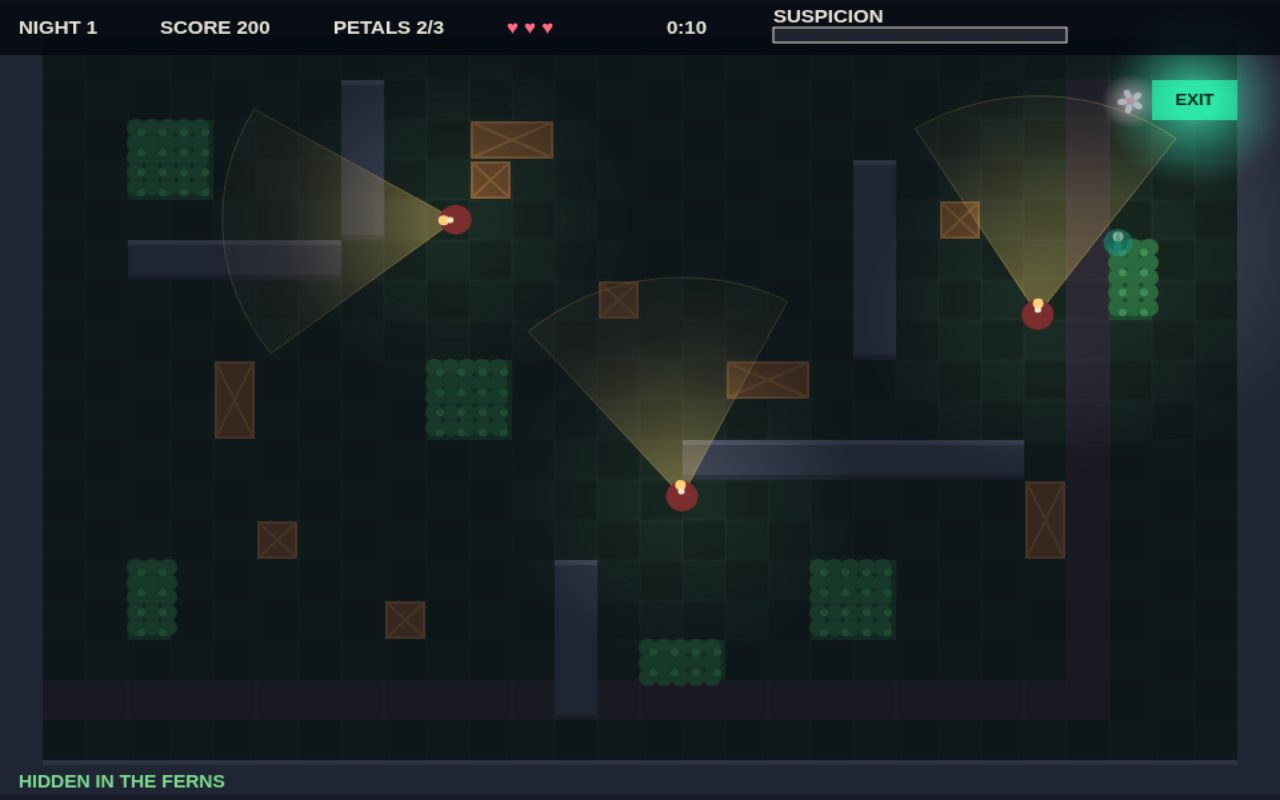 NIGHT 1 SCORE 200 PETALS 2/3 ♥ ♥ ♥ 0:10 SUSPICION
EXIT
HIDDEN IN THE FERNS